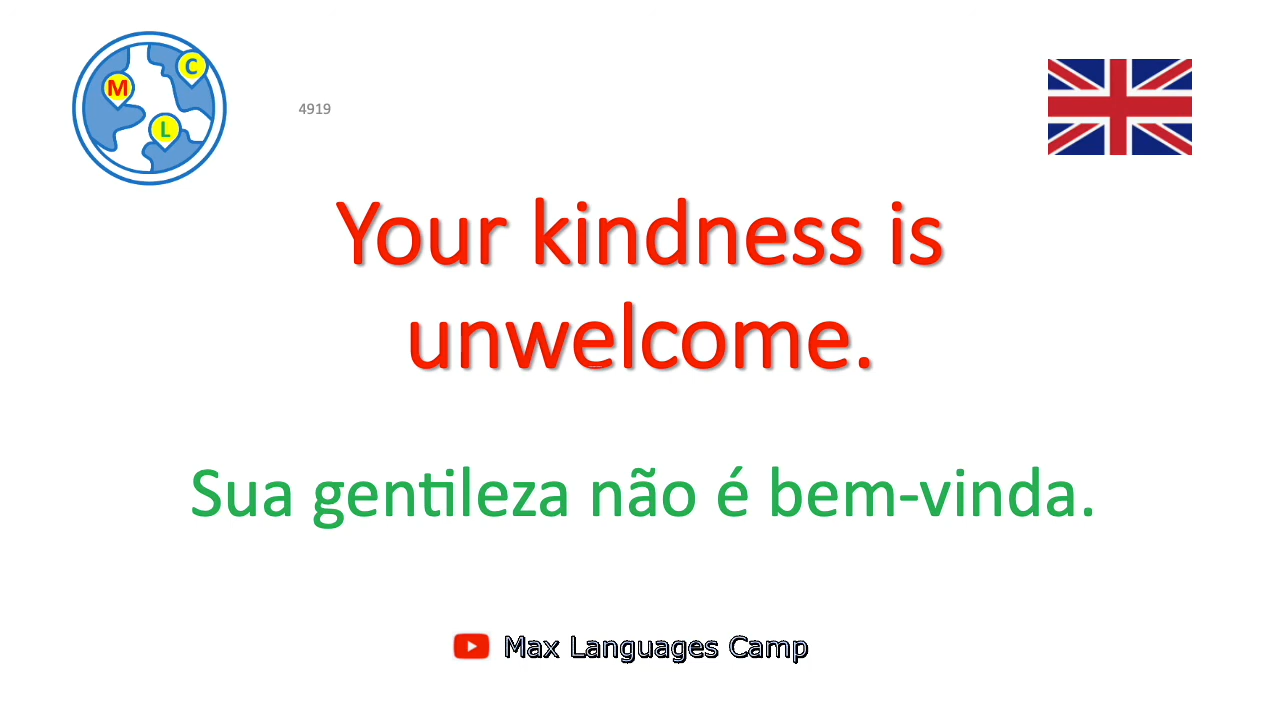 M
C
L
4919
Your kindness is
unwelcome.
Sua gentileza não é bem-vinda.
Max Languages Camp